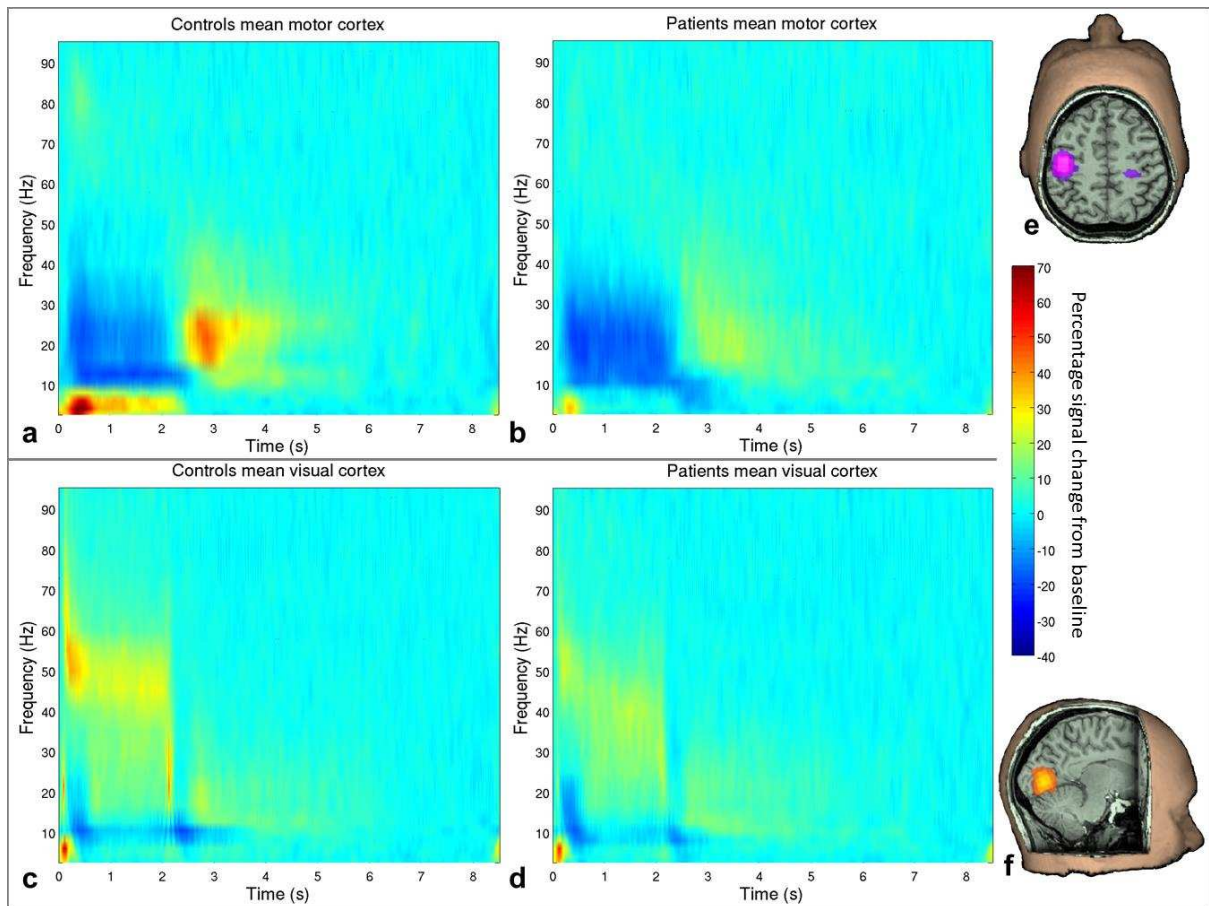 Controls mean motor cortex
Patients mean motor cortex
Frequency (Hz)
90
80
70
60
50
40
30
20
10
0 1 2 3 4 5 6 7 8
Time (s)
a
Frequency (Hz)
90
80
70
60
50
40
30
20
10
0 1 2 3 4 5 6 7 8
Time (s)
b
e
70
60
50
40
30
20
10
0
-10
-20
-30
-40
Percentage signal change from baseline
Controls mean visual cortex
Patients mean visual cortex
Frequency (Hz)
90
80
70
60
50
40
30
20
10
0 1 2 3 4 5 6 7 8
Time (s)
c
Frequency (Hz)
90
80
70
60
50
40
30
20
10
0 1 2 3 4 5 6 7 8
Time (s)
d
f